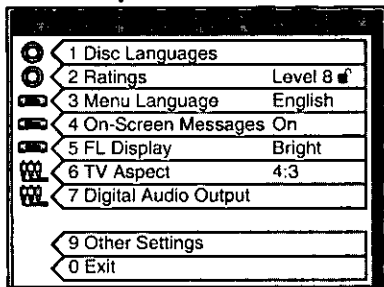 1 Disc Languages
2 Ratings Level 8
3 Menu Language English
4 On-Screen Messages On
5 FL Display Bright
6 TV Aspect 4:3
7 Digital Audio Output
9 Other Settings
0 Exit